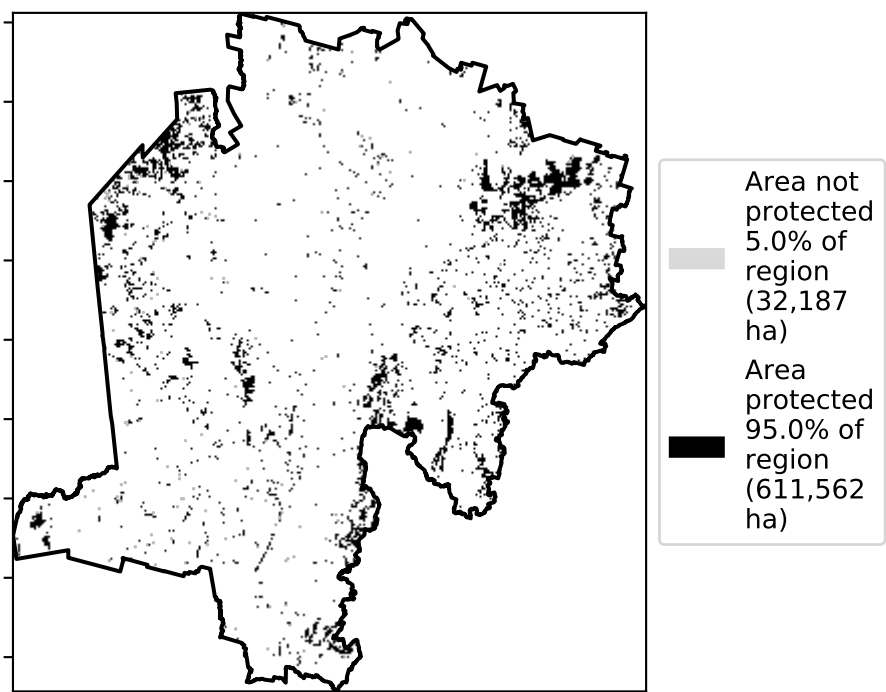 Area not
protected
5.0% of
region
(32,187
ha)
Area
protected
95.0% of
region
(611,562
ha)